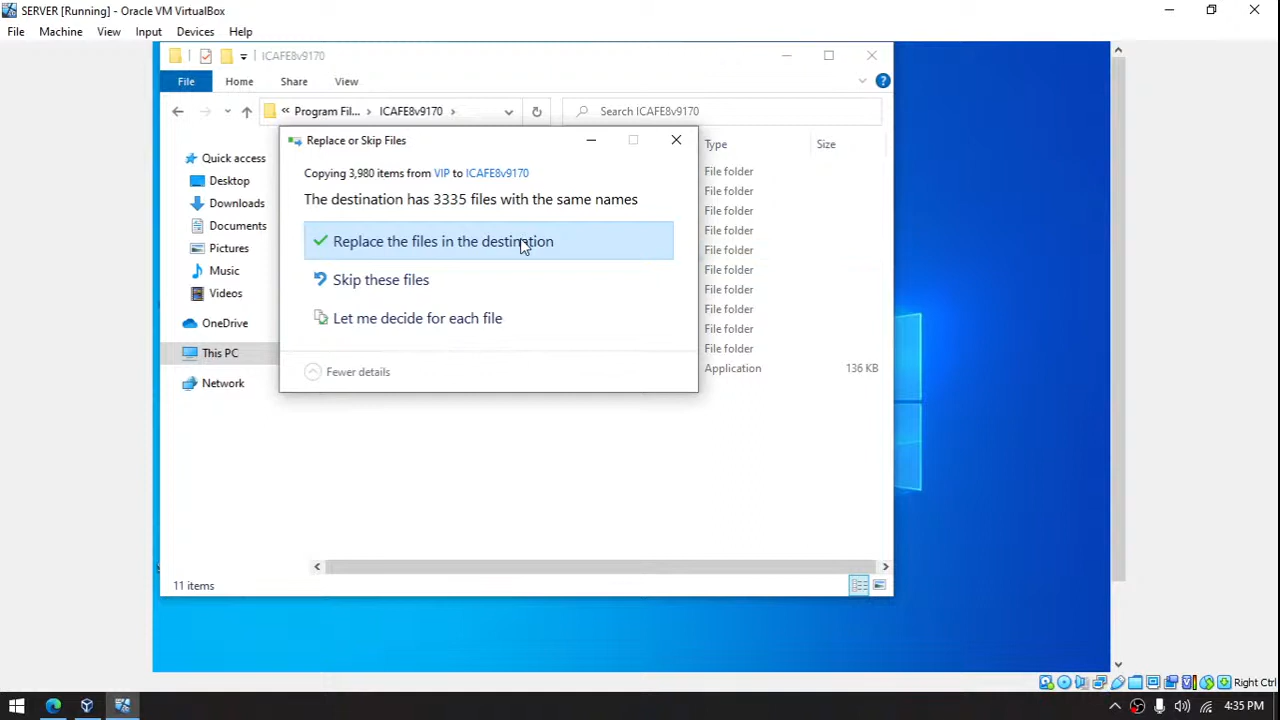 SERVER [Running] - Oracle VM VirtualBox
File Machine View Input Devices Help
ICAFE8v9170
File Home Share View
« Program Fil... > ICAFE8v9170 >
Search ICAFE8v9170
Type Size
Quick access
Desktop
Downloads
Documents
Pictures
Music
Videos
OneDrive
This PC
Network
Replace or Skip Files
Copying 3,980 items from VIP to ICAFE8v9170
The destination has 3335 files with the same names
Replace the files in the destination
Skip these files
Let me decide for each file
Fewer details
File folder
File folder
File folder
File folder
File folder
File folder
File folder
File folder
File folder
File folder
Application 136 KB
11 items
Right Ctrl
4:35 PM